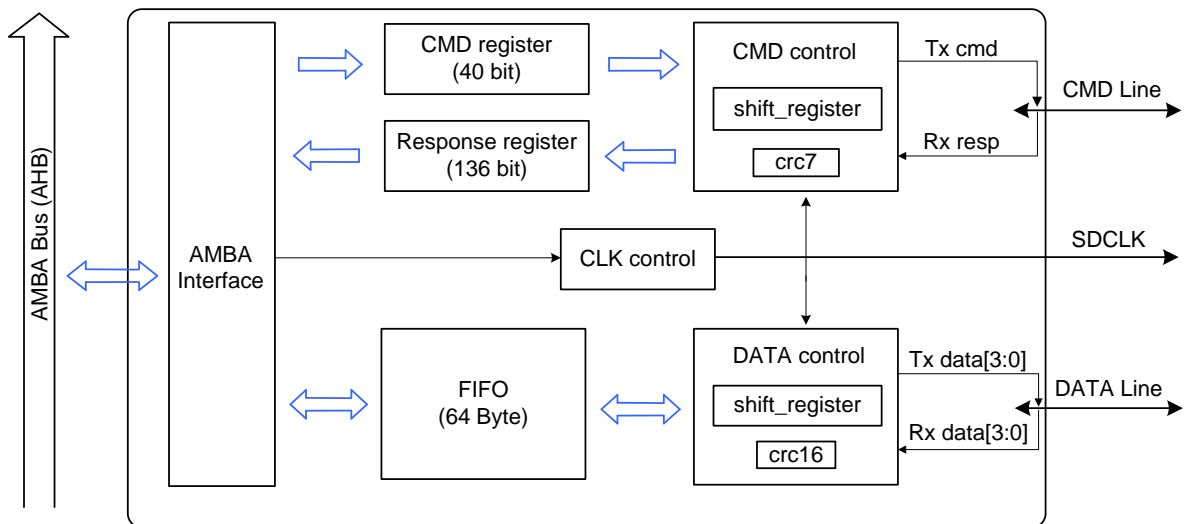 AMBA Bus (AHB)
AMBA
Interface
CMD register
(40 bit)
Response register
(136 bit)
CMD control
shift_register
crc7
Tx cmd
Rx resp
CMD Line
CLK control
SDCLK
FIFO
(64 Byte)
DATA control
shift_register
crc16
Tx data[3:0]
Rx data[3:0]
DATA Line